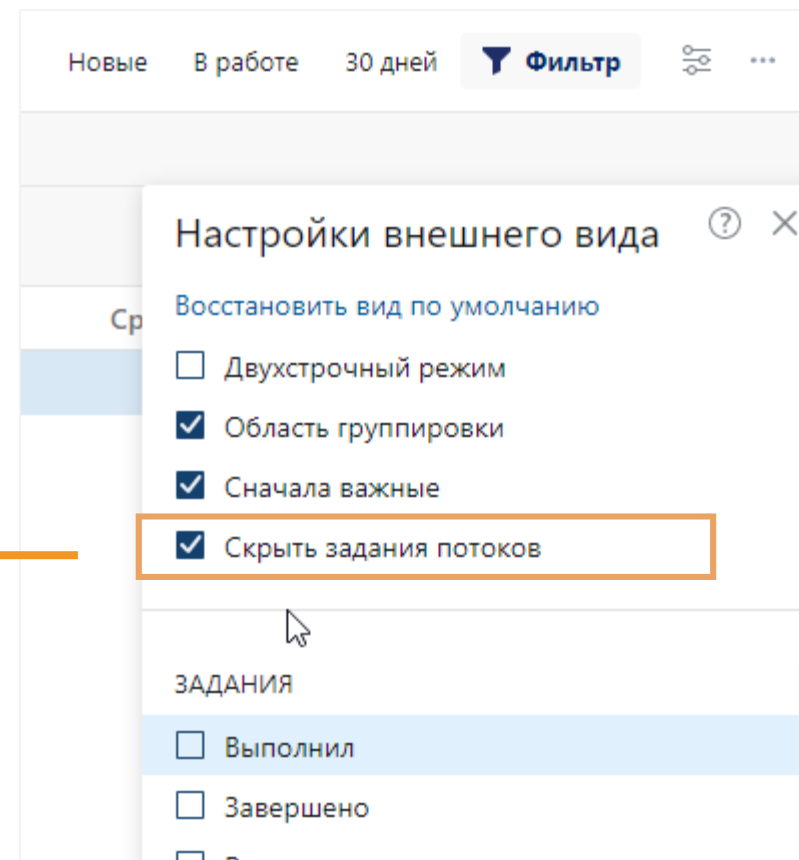 Новые В работе 30 дней Фильтр
Настройки внешнего вида
Восстановить вид по умолчанию
Ср
Двухстрочный режим
Область группировки
Сначала важные
Скрыть задания потоков
ЗАДАНИЯ
Выполнил
Завершено